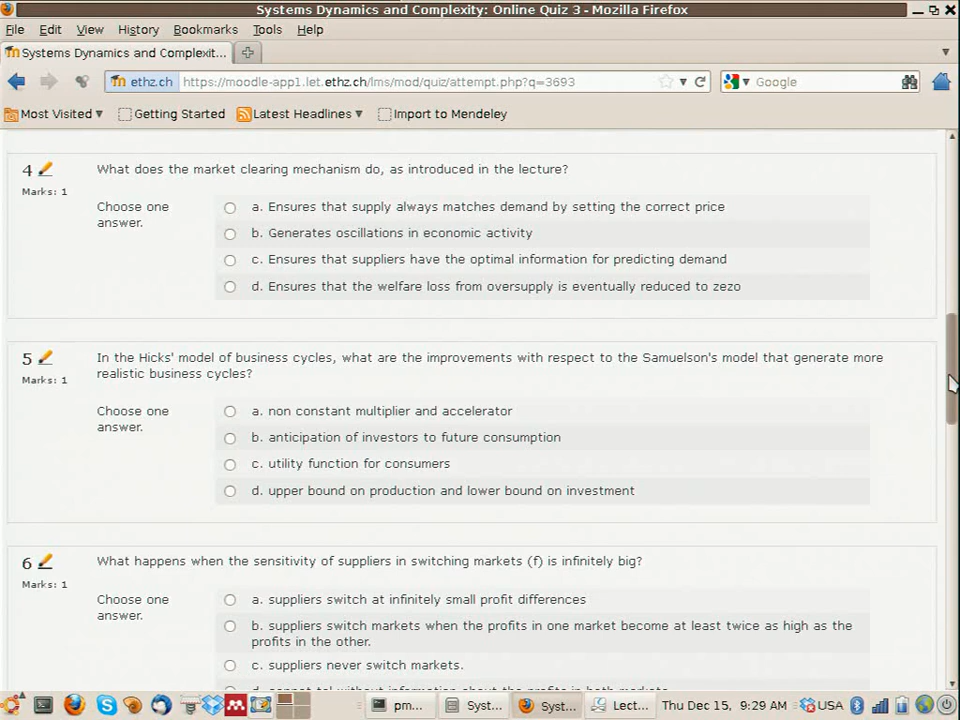 Systems Dynamics and Complexity: Online Quiz 3 - Mozilla Firefox
File Edit View History Bookmarks Tools Help
Systems Dynamics and Complexit...
ethz.ch https://moodle-app1.let.ethz.ch/lms/mod/quiz/attempt.php?q=3693 Google
Most Visited Getting Started Latest Headlines Import to Mendeley
4 What does the market clearing mechanism do, as introduced in the lecture?
Marks: 1
Choose one answer.
a. Ensures that supply always matches demand by setting the correct price
b. Generates oscillations in economic activity
c. Ensures that suppliers have the optimal information for predicting demand
d. Ensures that the welfare loss from oversupply is eventually reduced to zezo
5 In the Hicks' model of business cycles, what are the improvements with respect to the Samuelson's model that generate more
realistic business cycles?
Marks: 1
Choose one answer.
a. non constant multiplier and accelerator
b. anticipation of investors to future consumption
c. utility function for consumers
d. upper bound on production and lower bound on investment
6 What happens when the sensitivity of suppliers in switching markets (f) is infinitely big?
Marks: 1
Choose one answer.
a. suppliers switch at infinitely small profit differences
b. suppliers switch markets when the profits in one market become at least twice as high as the
profits in the other.
c. suppliers never switch markets.
pm... Syst... Syst... Lect... Thu Dec 15, 9:29 AM USA